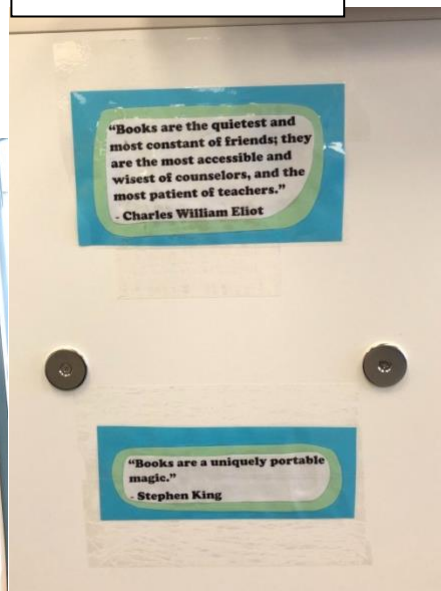 “Books are the quietest and
most constant of friends; they
are the most accessible and
wisest of counselors, and the
most patient of teachers.”
- Charles William Eliot
“Books are a uniquely portable
magic.”
- Stephen King